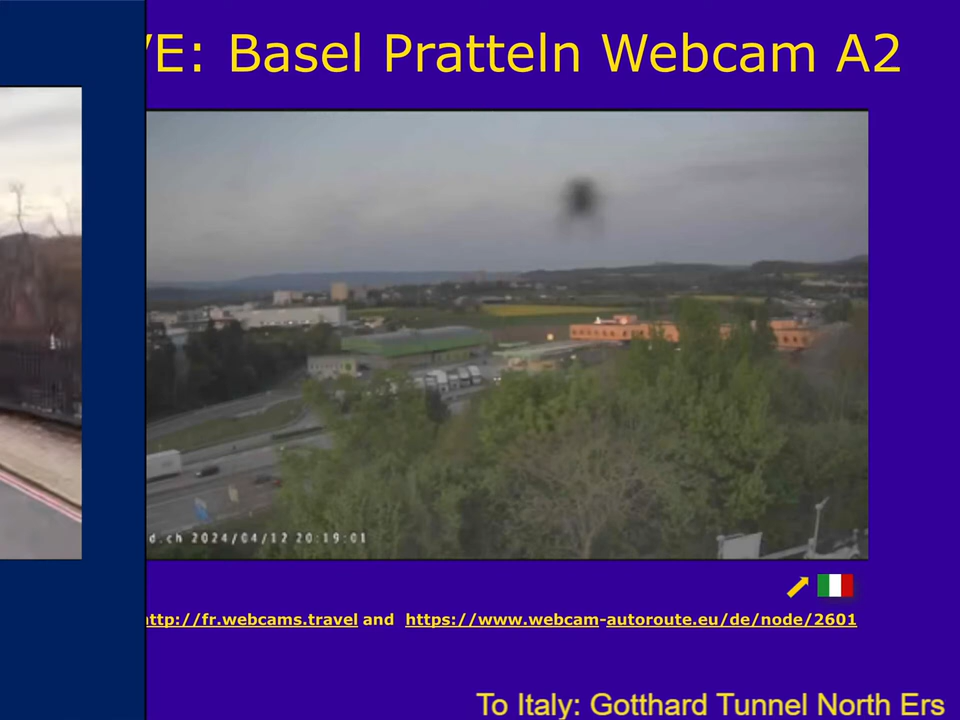 VE: Basel Pratteln Webcam A2
d.ch 2024/04/12 20:19:01
http://fr.webcams.travel and https://www.webcam-autoroute.eu/de/node/2601
To Italy: Gotthard Tunnel North Ers